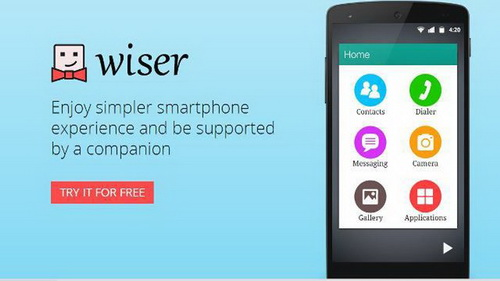 wiser
Enjoy simpler smartphone
experience and be supported
by a companion
TRY IT FOR FREE
4:20
Home
Contacts
Dialer
Messaging
Camera
Gallery
Applications